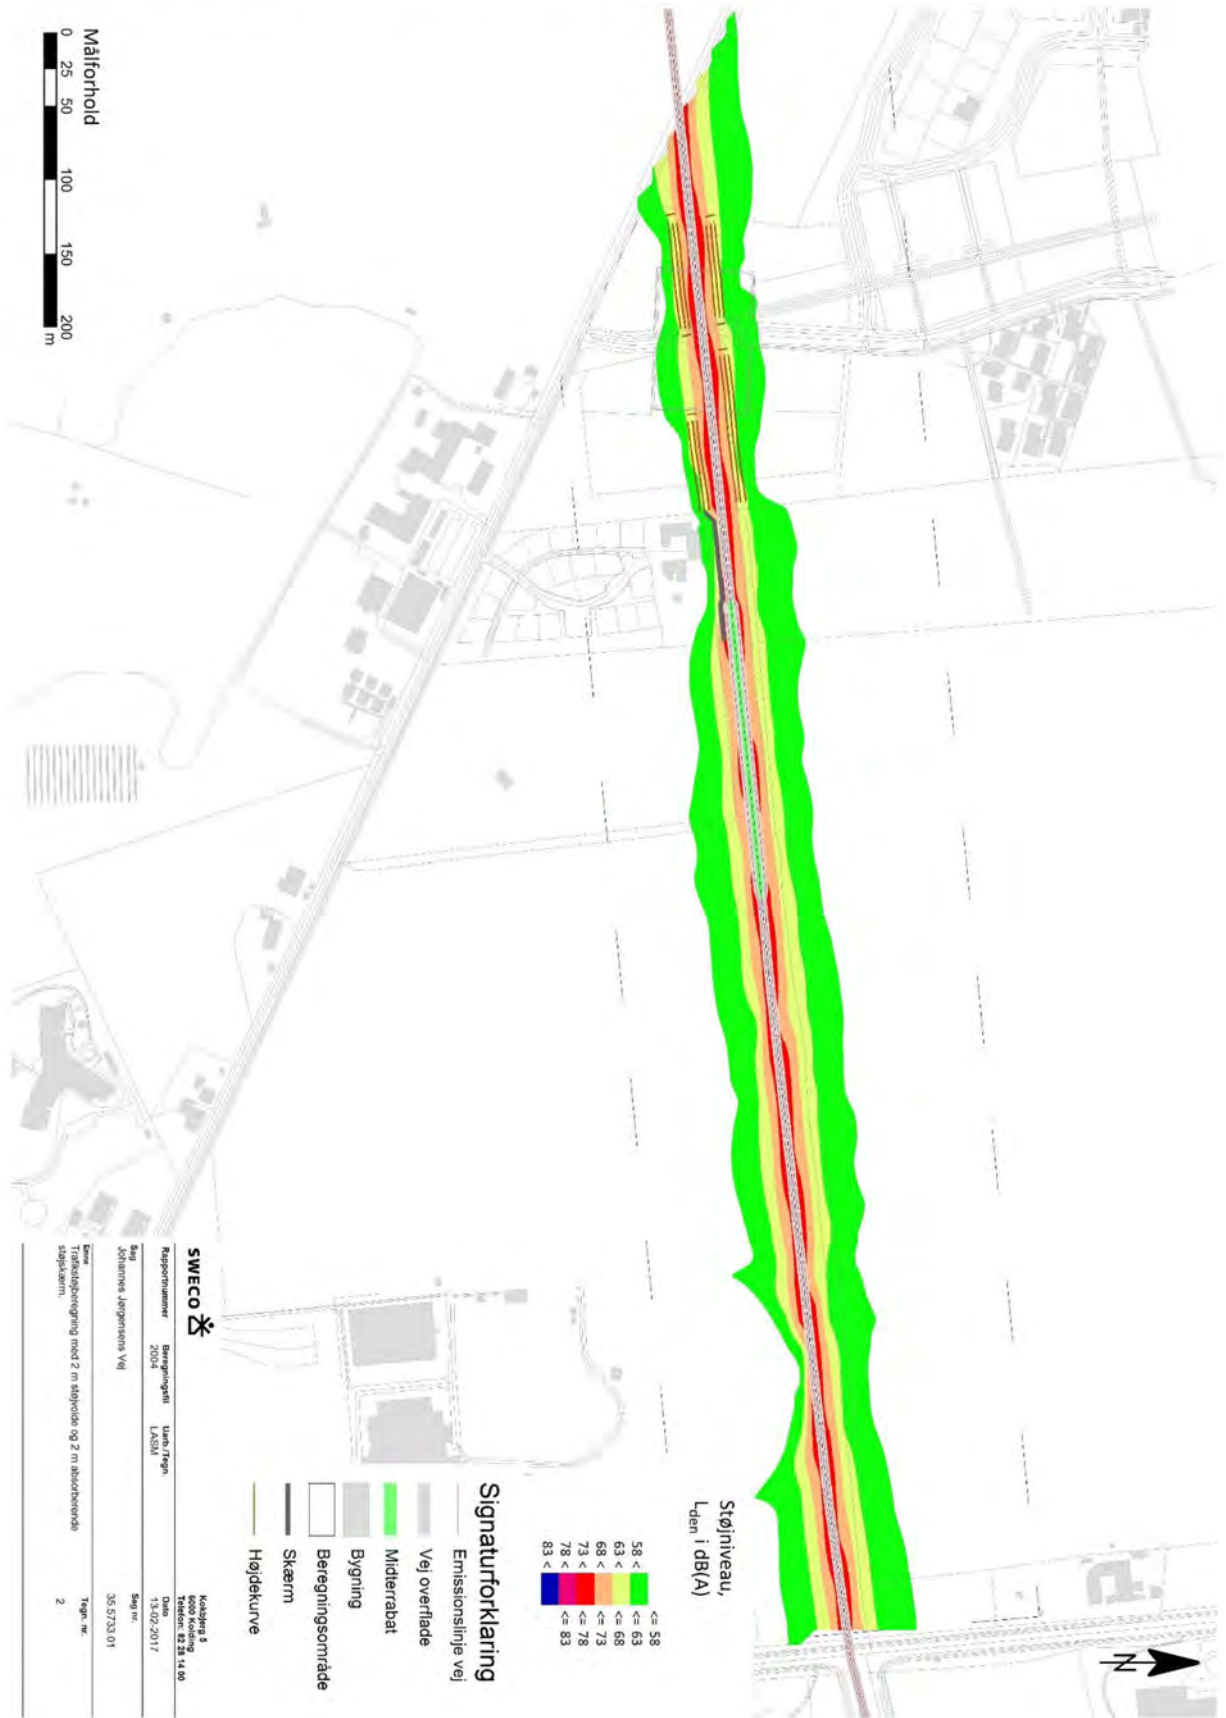 Målforhold
0 25 50 100 150 200
m
Støjniveau,
Lden i dB(A)
<= 58
58 < <= 63
63 < <= 68
68 < <= 73
73 < <= 78
78 < <= 83
83 <
Signaturforklaring
Emissionslinje vej
Vej overflade
Midterrabat
Bygning
Beregningsområde
Skærm
Højdekurve
N
SWECO
Kokbjerg 5
6000 Kolding
Telefon: 82 28 14 00
Rapportnummer Beregningsfil Uarb./Tegn. Dato
2004 LASM 13-02-2017
Sag Sag nr.
Johannes Jørgensens Vej 35.5733.01
Emne Tegn. nr.
Trafikstøjberegning med 2 m støjvolde og 2 m absorberende 2
støjskærm.